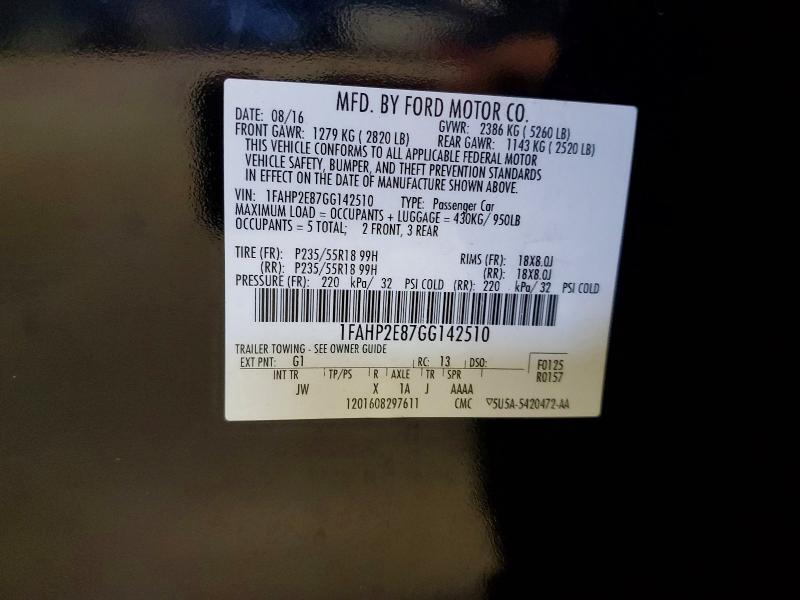 MFD. BY FORD MOTOR CO.
DATE: 08/16 GVWR: 2386 KG ( 5260 LB)
FRONT GAWR: 1279 KG ( 2820 LB) REAR GAWR: 1143 KG ( 2520 LB)
THIS VEHICLE CONFORMS TO ALL APPLICABLE FEDERAL MOTOR
VEHICLE SAFETY, BUMPER, AND THEFT PREVENTION STANDARDS
IN EFFECT ON THE DATE OF MANUFACTURE SHOWN ABOVE.
VIN: 1FAHP2E87GG142510 TYPE: Passenger Car
MAXIMUM LOAD = OCCUPANTS + LUGGAGE = 430KG/ 950LB
OCCUPANTS = 5 TOTAL; 2 FRONT, 3 REAR
TIRE (FR): P235/55R18 99H RIMS (FR): 18X8.0J
(RR): P235/55R18 99H (RR): 18X8.0J
PRESSURE (FR): 220 kPa/ 32 PSI COLD (RR): 220 kPa/ 32 PSI COLD
1FAHP2E87GG142510
TRAILER TOWING - SEE OWNER GUIDE
EXT PNT: G1 RC: 13 DSO: F0125
INT TR TP/PS R AXLE TR SPR R0157
JW X 1A J AAAA
1201608297611 CMC ▽5U5A-5420472-AA